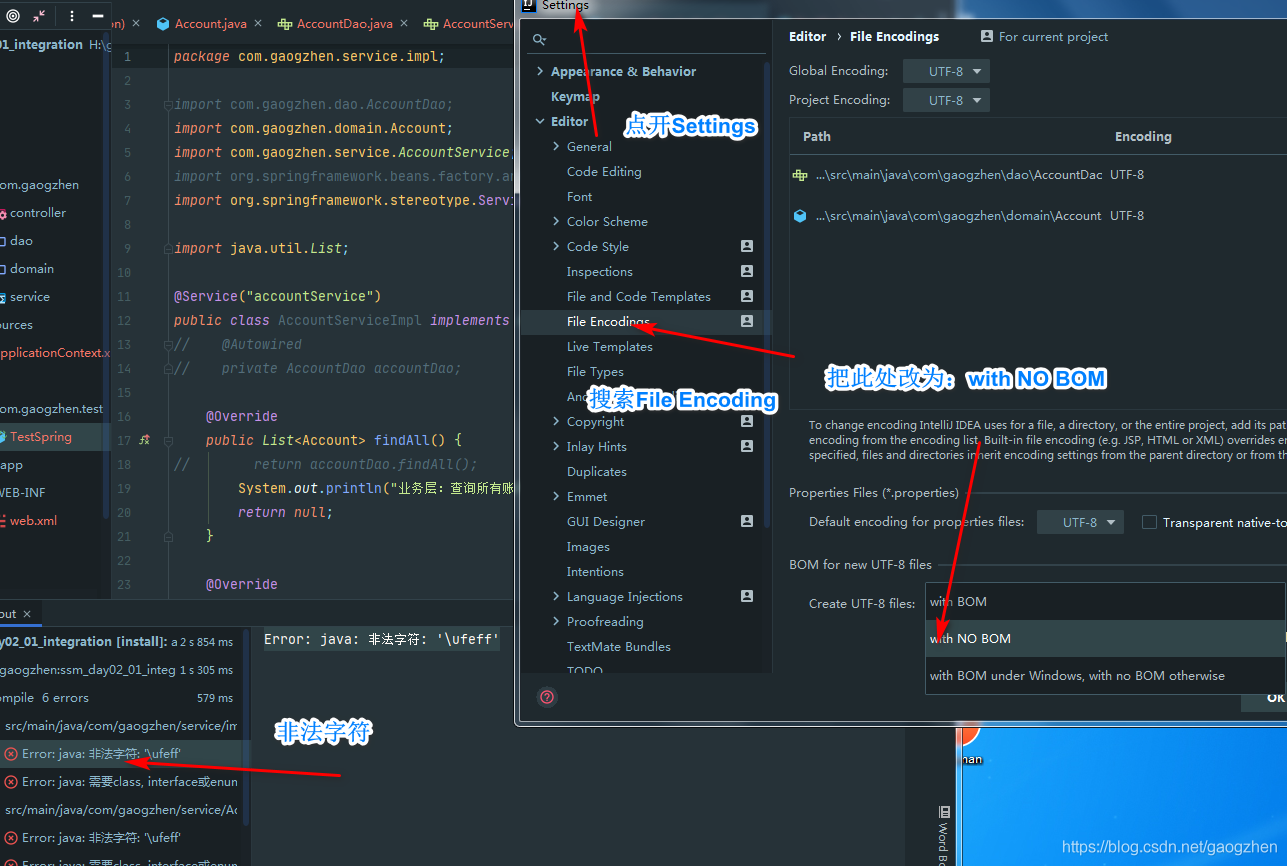 on)
Account.java
AccountDao.java
AccountServ
01_integration H:\g
om.gaogzhen
controller
dao
domain
service
ources
pplicationContext.x
om.gaogzhen.test
TestSpring
app
VEB-INF
web.xml
1 package com.gaogzhen.service.impl;
2
3 import com.gaogzhen.dao.AccountDao;
4 import com.gaogzhen.domain.Account;
5 import com.gaogzhen.service.AccountService;
6 import org.springframework.beans.factory.an
7 import org.springframework.stereotype.Servi
8
9 import java.util.List;
10
11 @Service("accountService")
12 public class AccountServiceImpl implements
13 // @Autowired
14 // private AccountDao accountDao;
15
16 @Override
17 public List<Account> findAll() {
18 // return accountDao.findAll();
19 System.out.println("业务层：查询所有账
20 return null;
21 }
22
23 @Override
Settings
Appearance & Behavior
Keymap
Editor
General
Code Editing
Font
Color Scheme
Code Style
Inspections
File and Code Templates
File Encodings
Live Templates
File Types
An
Copyright
Inlay Hints
Duplicates
Emmet
GUI Designer
Images
Intentions
Language Injections
Proofreading
TextMate Bundles
TODO
点开Settings
搜索File Encoding
Editor › File Encodings
For current project
Global Encoding: UTF-8
Project Encoding: UTF-8
Path Encoding
...\src\main\java\com\gaogzhen\dao\AccountDac UTF-8
...\src\main\java\com\gaogzhen\domain\Account UTF-8
把此处改为：with NO BOM
To change encoding IntelliJ IDEA uses for a file, a directory, or the entire project, add its pat
encoding from the encoding list. Built-in file encoding (e.g. JSP, HTML or XML) overrides en
specified, files and directories inherit encoding settings from the parent directory or from th
Properties Files (*.properties)
Default encoding for properties files: UTF-8 Transparent native-to
BOM for new UTF-8 files
Create UTF-8 files:
with BOM
with NO BOM
with BOM under Windows, with no BOM otherwise
OK
out
y02_01_integration [install]: a 2 s 854 ms
gaogzhen:ssm_day02_01_integ 1 s 305 ms
ompile 6 errors 579 ms
src/main/java/com/gaogzhen/service/im
Error: java: 非法字符: '\ufeff'
Error: java: 需要class, interface或enun
src/main/java/com/gaogzhen/service/Ac
Error: java: 非法字符: '\ufeff'
Error: java: 需要class, interface或enun
Error: java: 非法字符: '\ufeff'
非法字符
nan
Word Bo
https://blog.csdn.net/gaogzhen